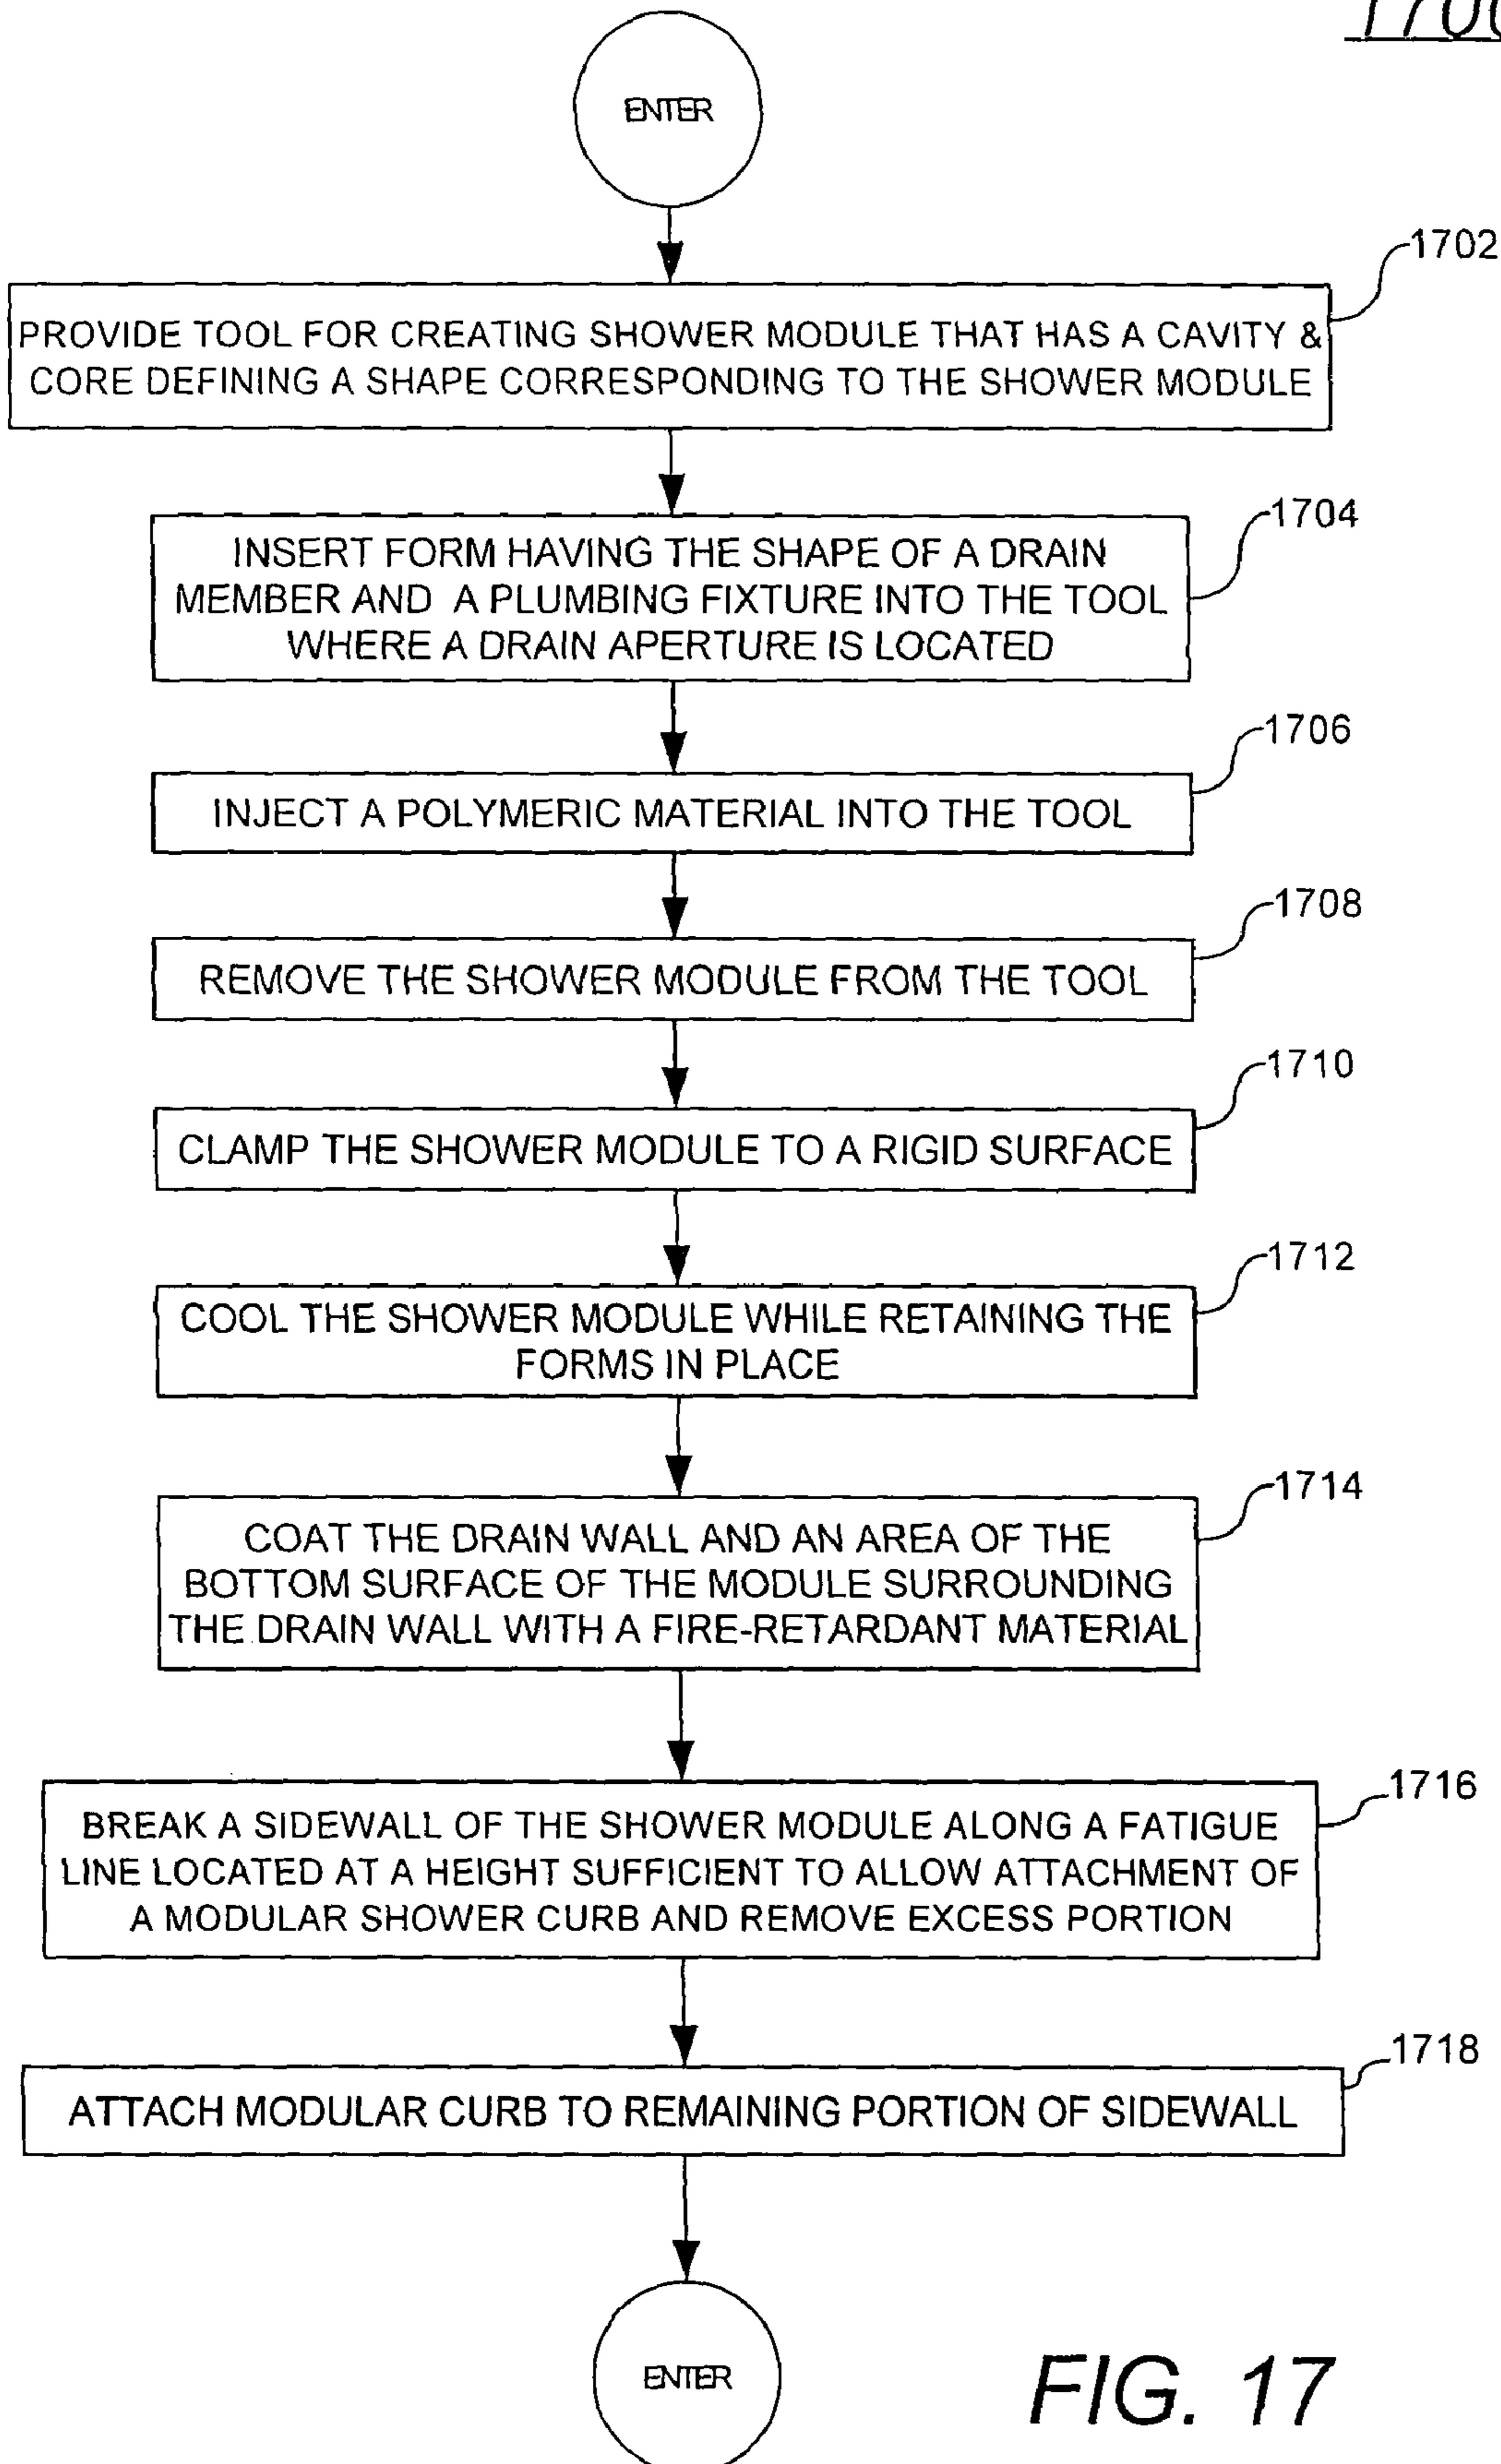 1700
ENTER
1702
PROVIDE TOOL FOR CREATING SHOWER MODULE THAT HAS A CAVITY &
CORE DEFINING A SHAPE CORRESPONDING TO THE SHOWER MODULE
1704
INSERT FORM HAVING THE SHAPE OF A DRAIN
MEMBER AND A PLUMBING FIXTURE INTO THE TOOL
WHERE A DRAIN APERTURE IS LOCATED
1706
INJECT A POLYMERIC MATERIAL INTO THE TOOL
1708
REMOVE THE SHOWER MODULE FROM THE TOOL
1710
CLAMP THE SHOWER MODULE TO A RIGID SURFACE
1712
COOL THE SHOWER MODULE WHILE RETAINING THE
FORMS IN PLACE
1714
COAT THE DRAIN WALL AND AN AREA OF THE
BOTTOM SURFACE OF THE MODULE SURROUNDING
THE DRAIN WALL WITH A FIRE-RETARDANT MATERIAL
1716
BREAK A SIDEWALL OF THE SHOWER MODULE ALONG A FATIGUE
LINE LOCATED AT A HEIGHT SUFFICIENT TO ALLOW ATTACHMENT OF
A MODULAR SHOWER CURB AND REMOVE EXCESS PORTION
1718
ATTACH MODULAR CURB TO REMAINING PORTION OF SIDEWALL
ENTER
FIG. 17